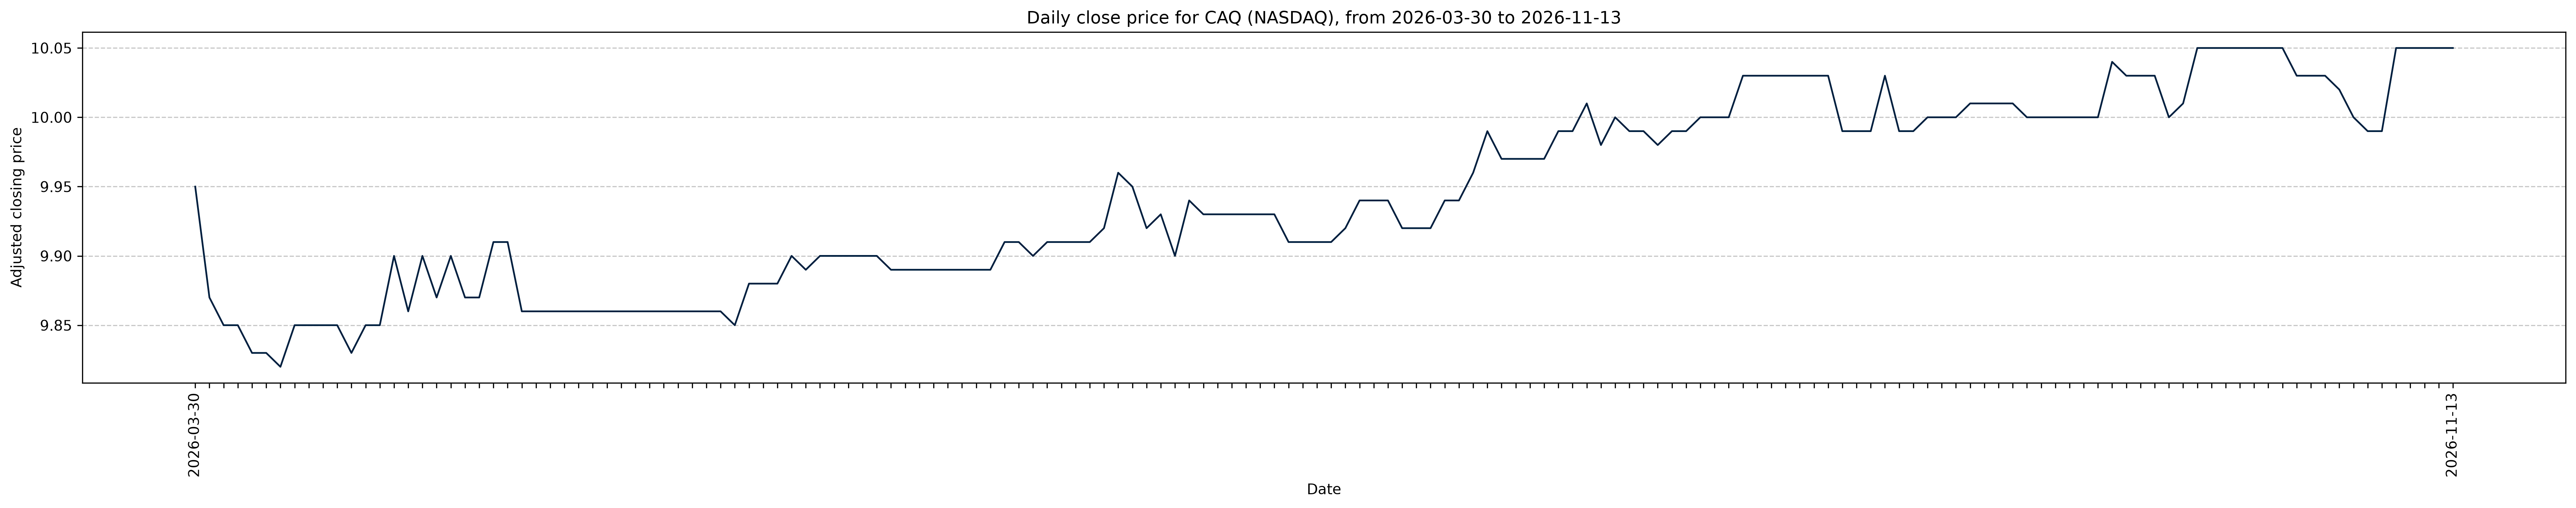 Daily close price for CAQ (NASDAQ), from 2026-03-30 to 2026-11-13
Adjusted closing price
10.05
10.00
9.95
9.90
9.85
2026-03-30
2026-11-13
Date